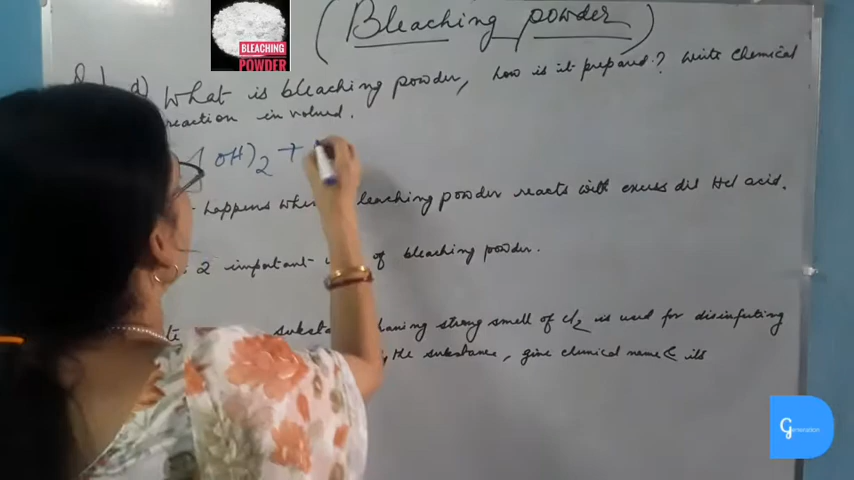 (Bleaching powder)
BLEACHING
POWDER
What is bleaching powder, how is it prepared? Write chemical
reaction involved.
OH)2 +
happens when bleaching powder reacts with excess dil Hcl acid.
2 important of bleaching powder.
having strong smell of cl2 is used for disinfecting
the substance, give chemical name & its
Generation